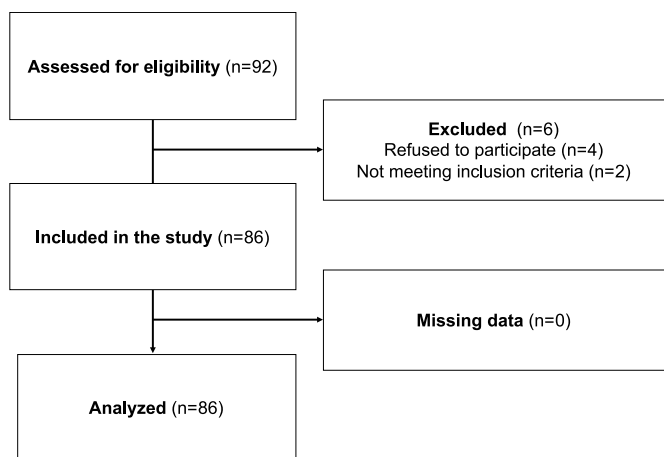 Assessed for eligibility (n=92)
Excluded (n=6)
Refused to participate (n=4)
Not meeting inclusion criteria (n=2)
Included in the study (n=86)
Missing data (n=0)
Analyzed (n=86)